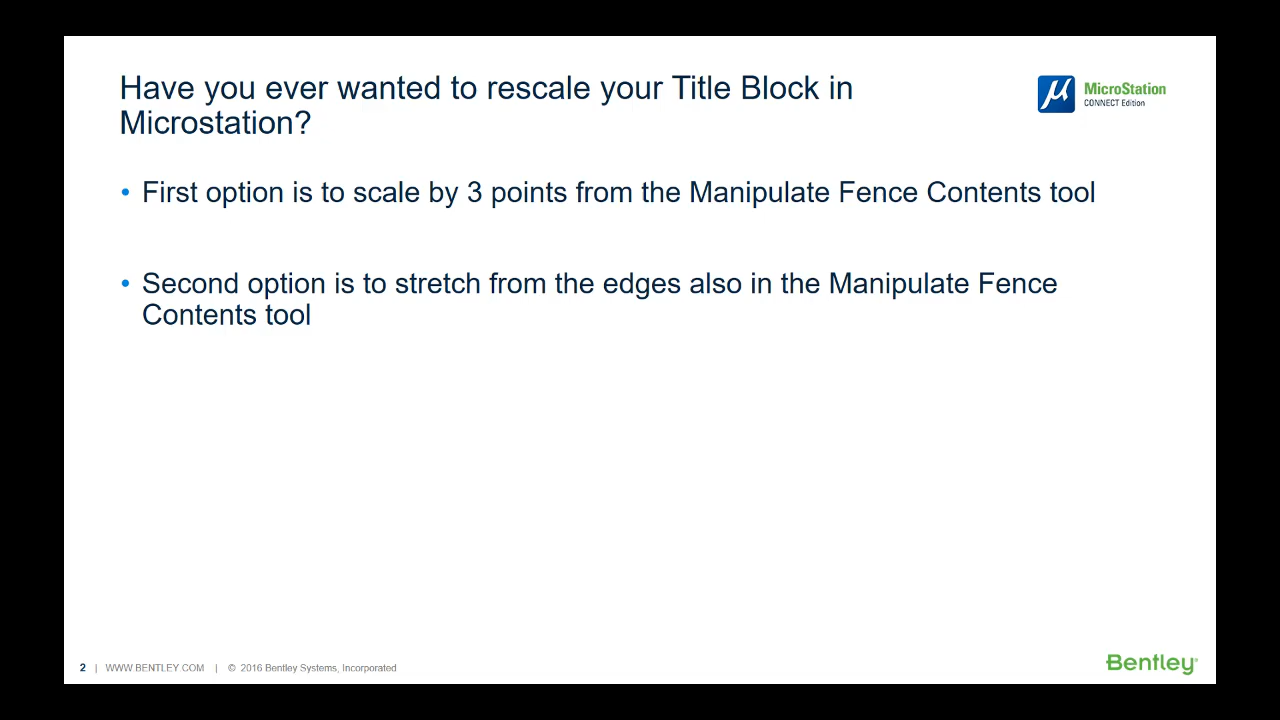 Have you ever wanted to rescale your Title Block in
Microstation?
MicroStation
CONNECT Edition
• First option is to scale by 3 points from the Manipulate Fence Contents tool
• Second option is to stretch from the edges also in the Manipulate Fence
Contents tool
2 | WWW.BENTLEY.COM | © 2016 Bentley Systems, Incorporated
Bentley®